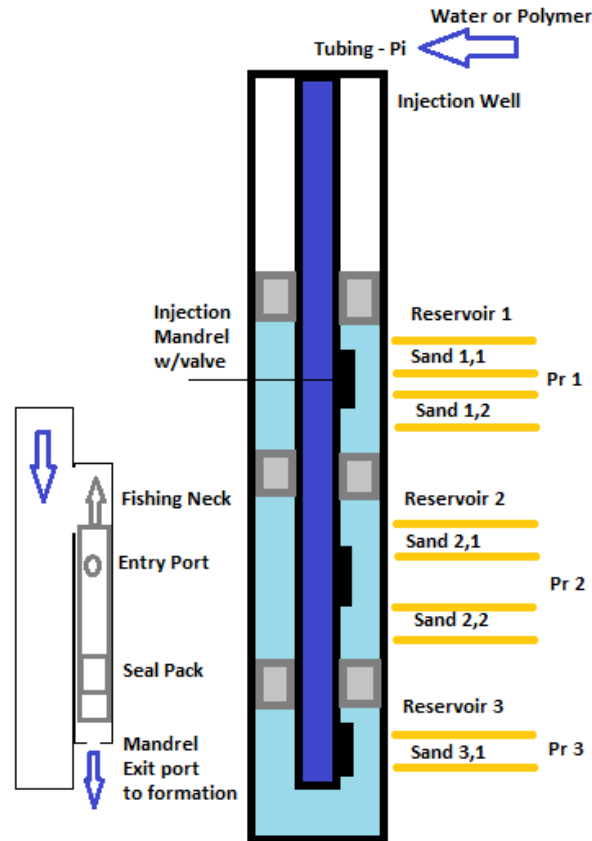 Water or Polymer
Tubing - Pi
Injection Well
Injection
Mandrel
w/valve
Reservoir 1
Sand 1,1
Pr 1
Sand 1,2
Fishing Neck
Reservoir 2
Sand 2,1
Entry Port
Pr 2
Sand 2,2
Seal Pack
Reservoir 3
Mandrel
Exit port
to formation
Sand 3,1
Pr 3